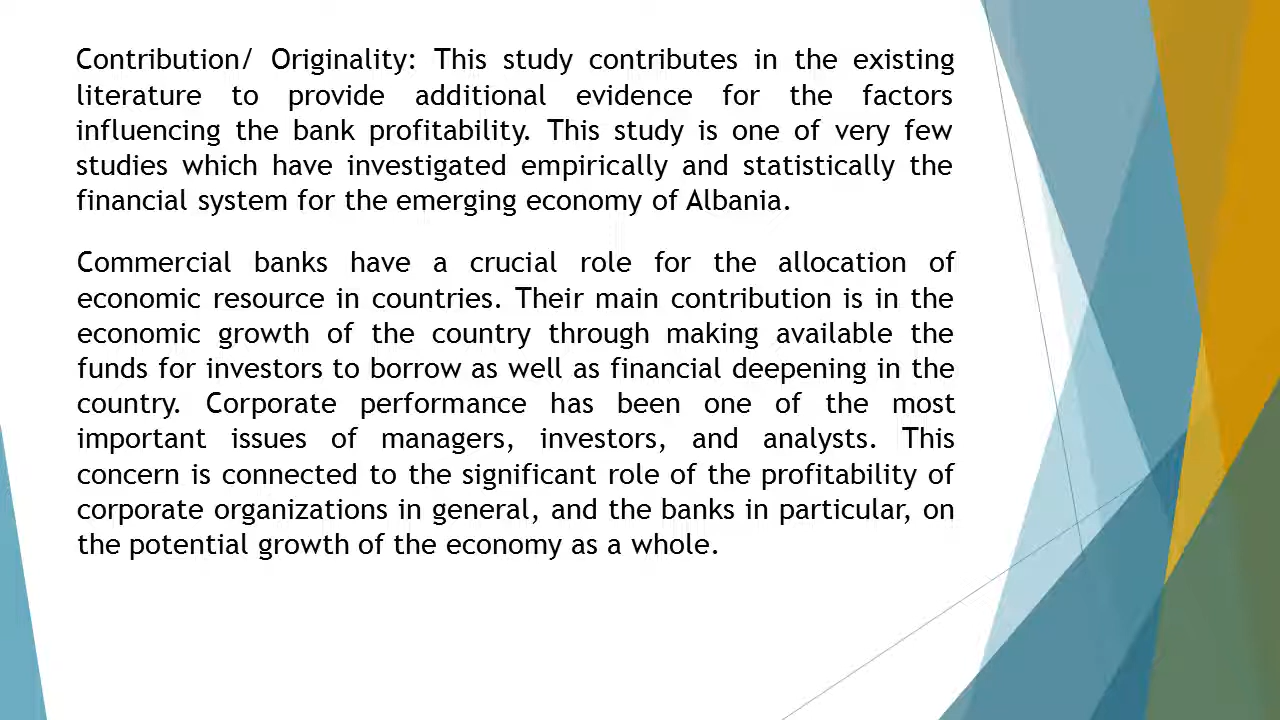 Contribution/ Originality: This study contributes in the existing
literature to provide additional evidence for the factors
influencing the bank profitability. This study is one of very few
studies which have investigated empirically and statistically the
financial system for the emerging economy of Albania.
Commercial banks have a crucial role for the allocation of
economic resource in countries. Their main contribution is in the
economic growth of the country through making available the
funds for investors to borrow as well as financial deepening in the
country. Corporate performance has been one of the most
important issues of managers, investors, and analysts. This
concern is connected to the significant role of the profitability of
corporate organizations in general, and the banks in particular, on
the potential growth of the economy as a whole.